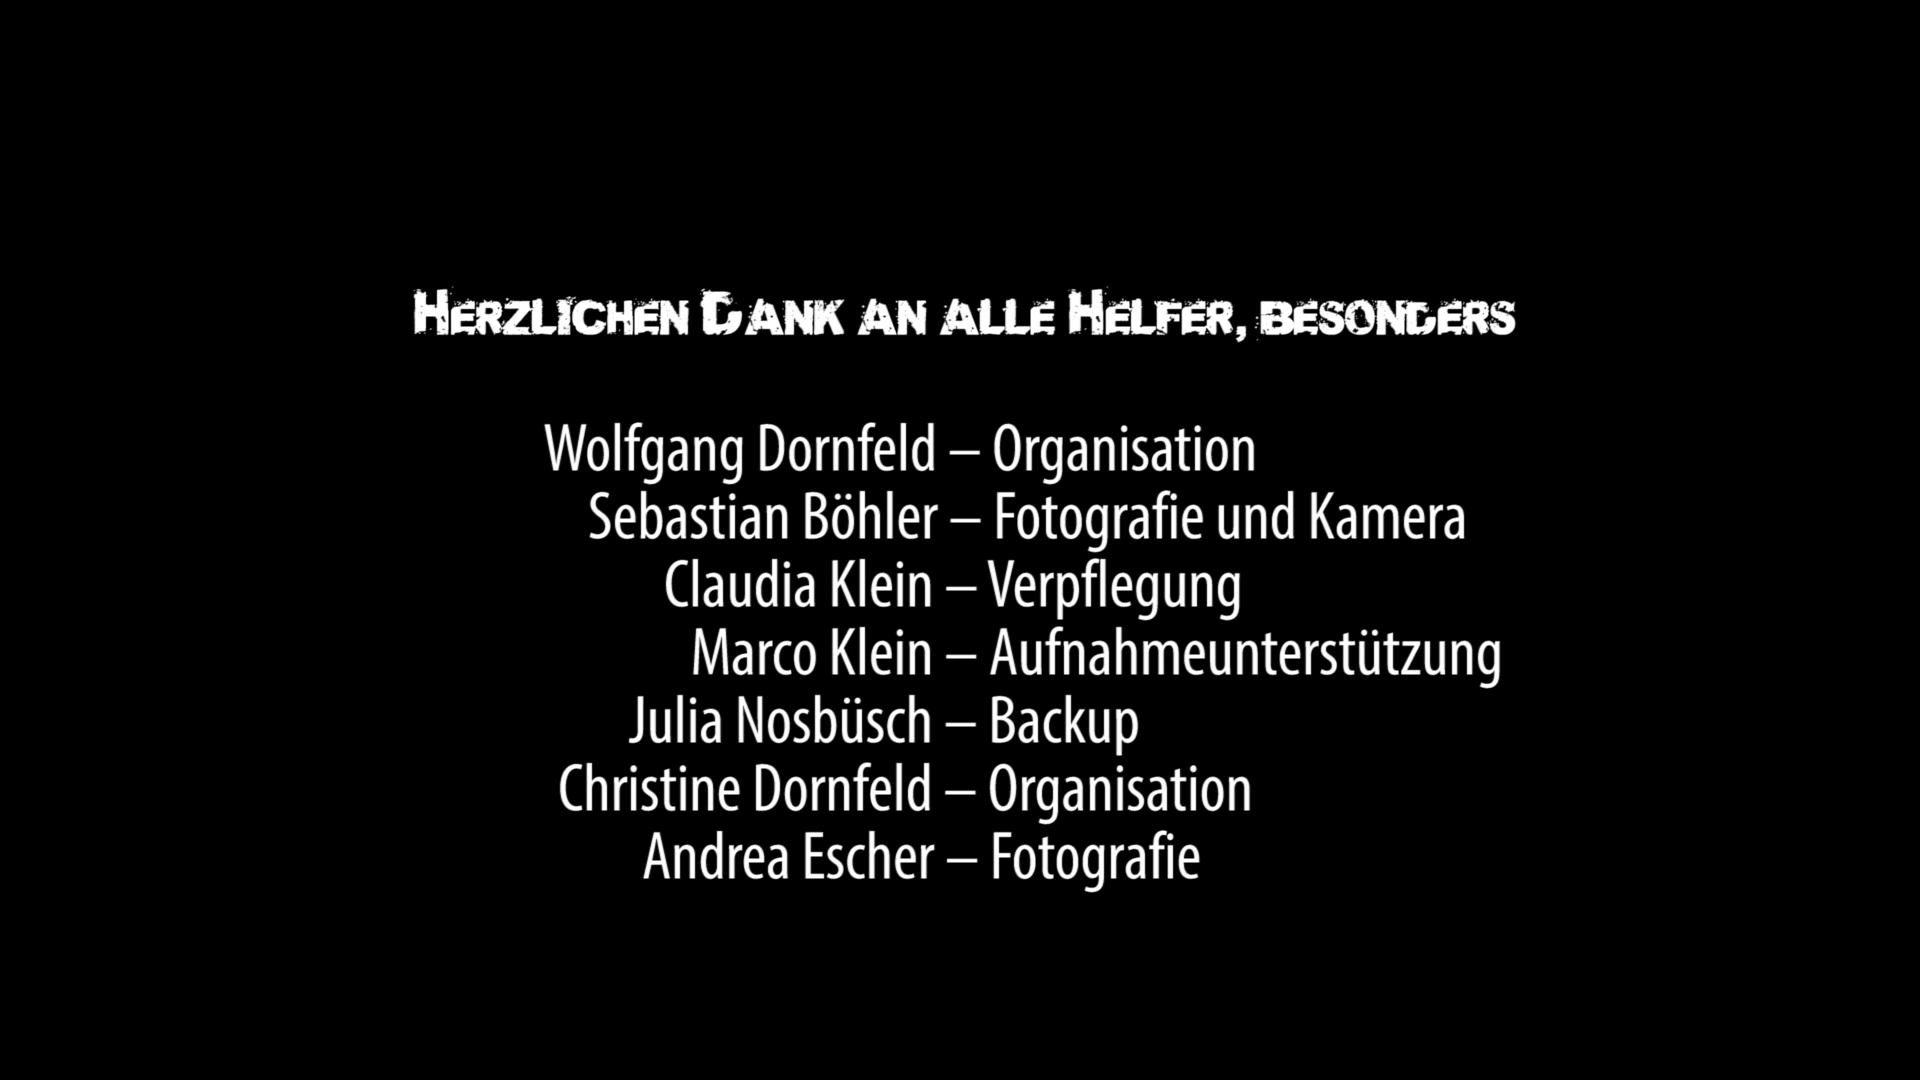 Herzlichen Dank an alle Helfer, besonders
Wolfgang Dornfeld – Organisation
Sebastian Böhler – Fotografie und Kamera
Claudia Klein – Verpflegung
Marco Klein – Aufnahmeunterstützung
Julia Nosbüsch – Backup
Christine Dornfeld – Organisation
Andrea Escher – Fotografie